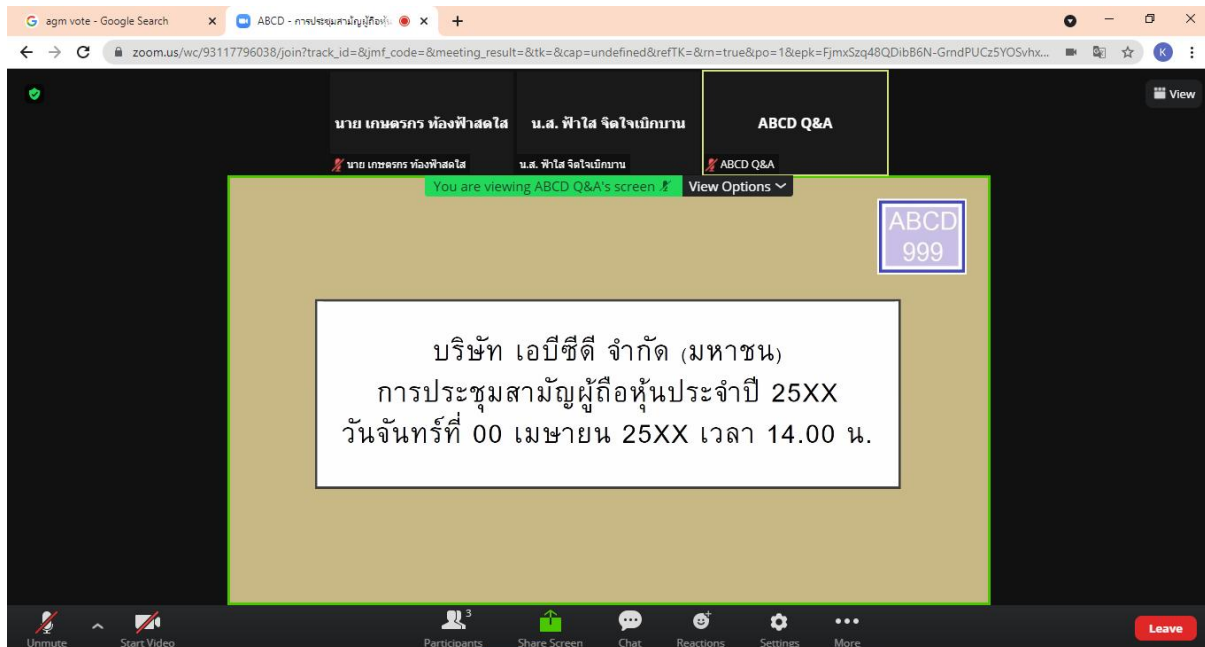 agm vote - Google Search
ABCD - การประชุมสามัญผู้ถือหุ้น
zoom.us/wc/93117796038/join?track_id=&jmf_code=&meeting_result=&tk=&cap=undefined&refTK=&rn=true&po=1&epk=FjmxSzq48QDibB6N-GrndPUCz5YOSvhx...
K
View
นาย เกษตรกร ท้องฟ้าสดใส
น.ส. ฟ้าใส จิตใจเบิกบาน
ABCD Q&A
นาย เกษตรกร ท้องฟ้าสดใส
น.ส. ฟ้าใส จิตใจเบิกบาน
ABCD Q&A
You are viewing ABCD Q&A's screen
View Options
ABCD
999
บริษัท เอบีซีดี จำกัด (มหาชน)
การประชุมสามัญผู้ถือหุ้นประจำปี 25XX
วันจันทร์ที่ 00 เมษายน 25XX เวลา 14.00 น.
Unmute
Start Video
3
Participants
Share Screen
Chat
Reactions
Settings
More
Leave